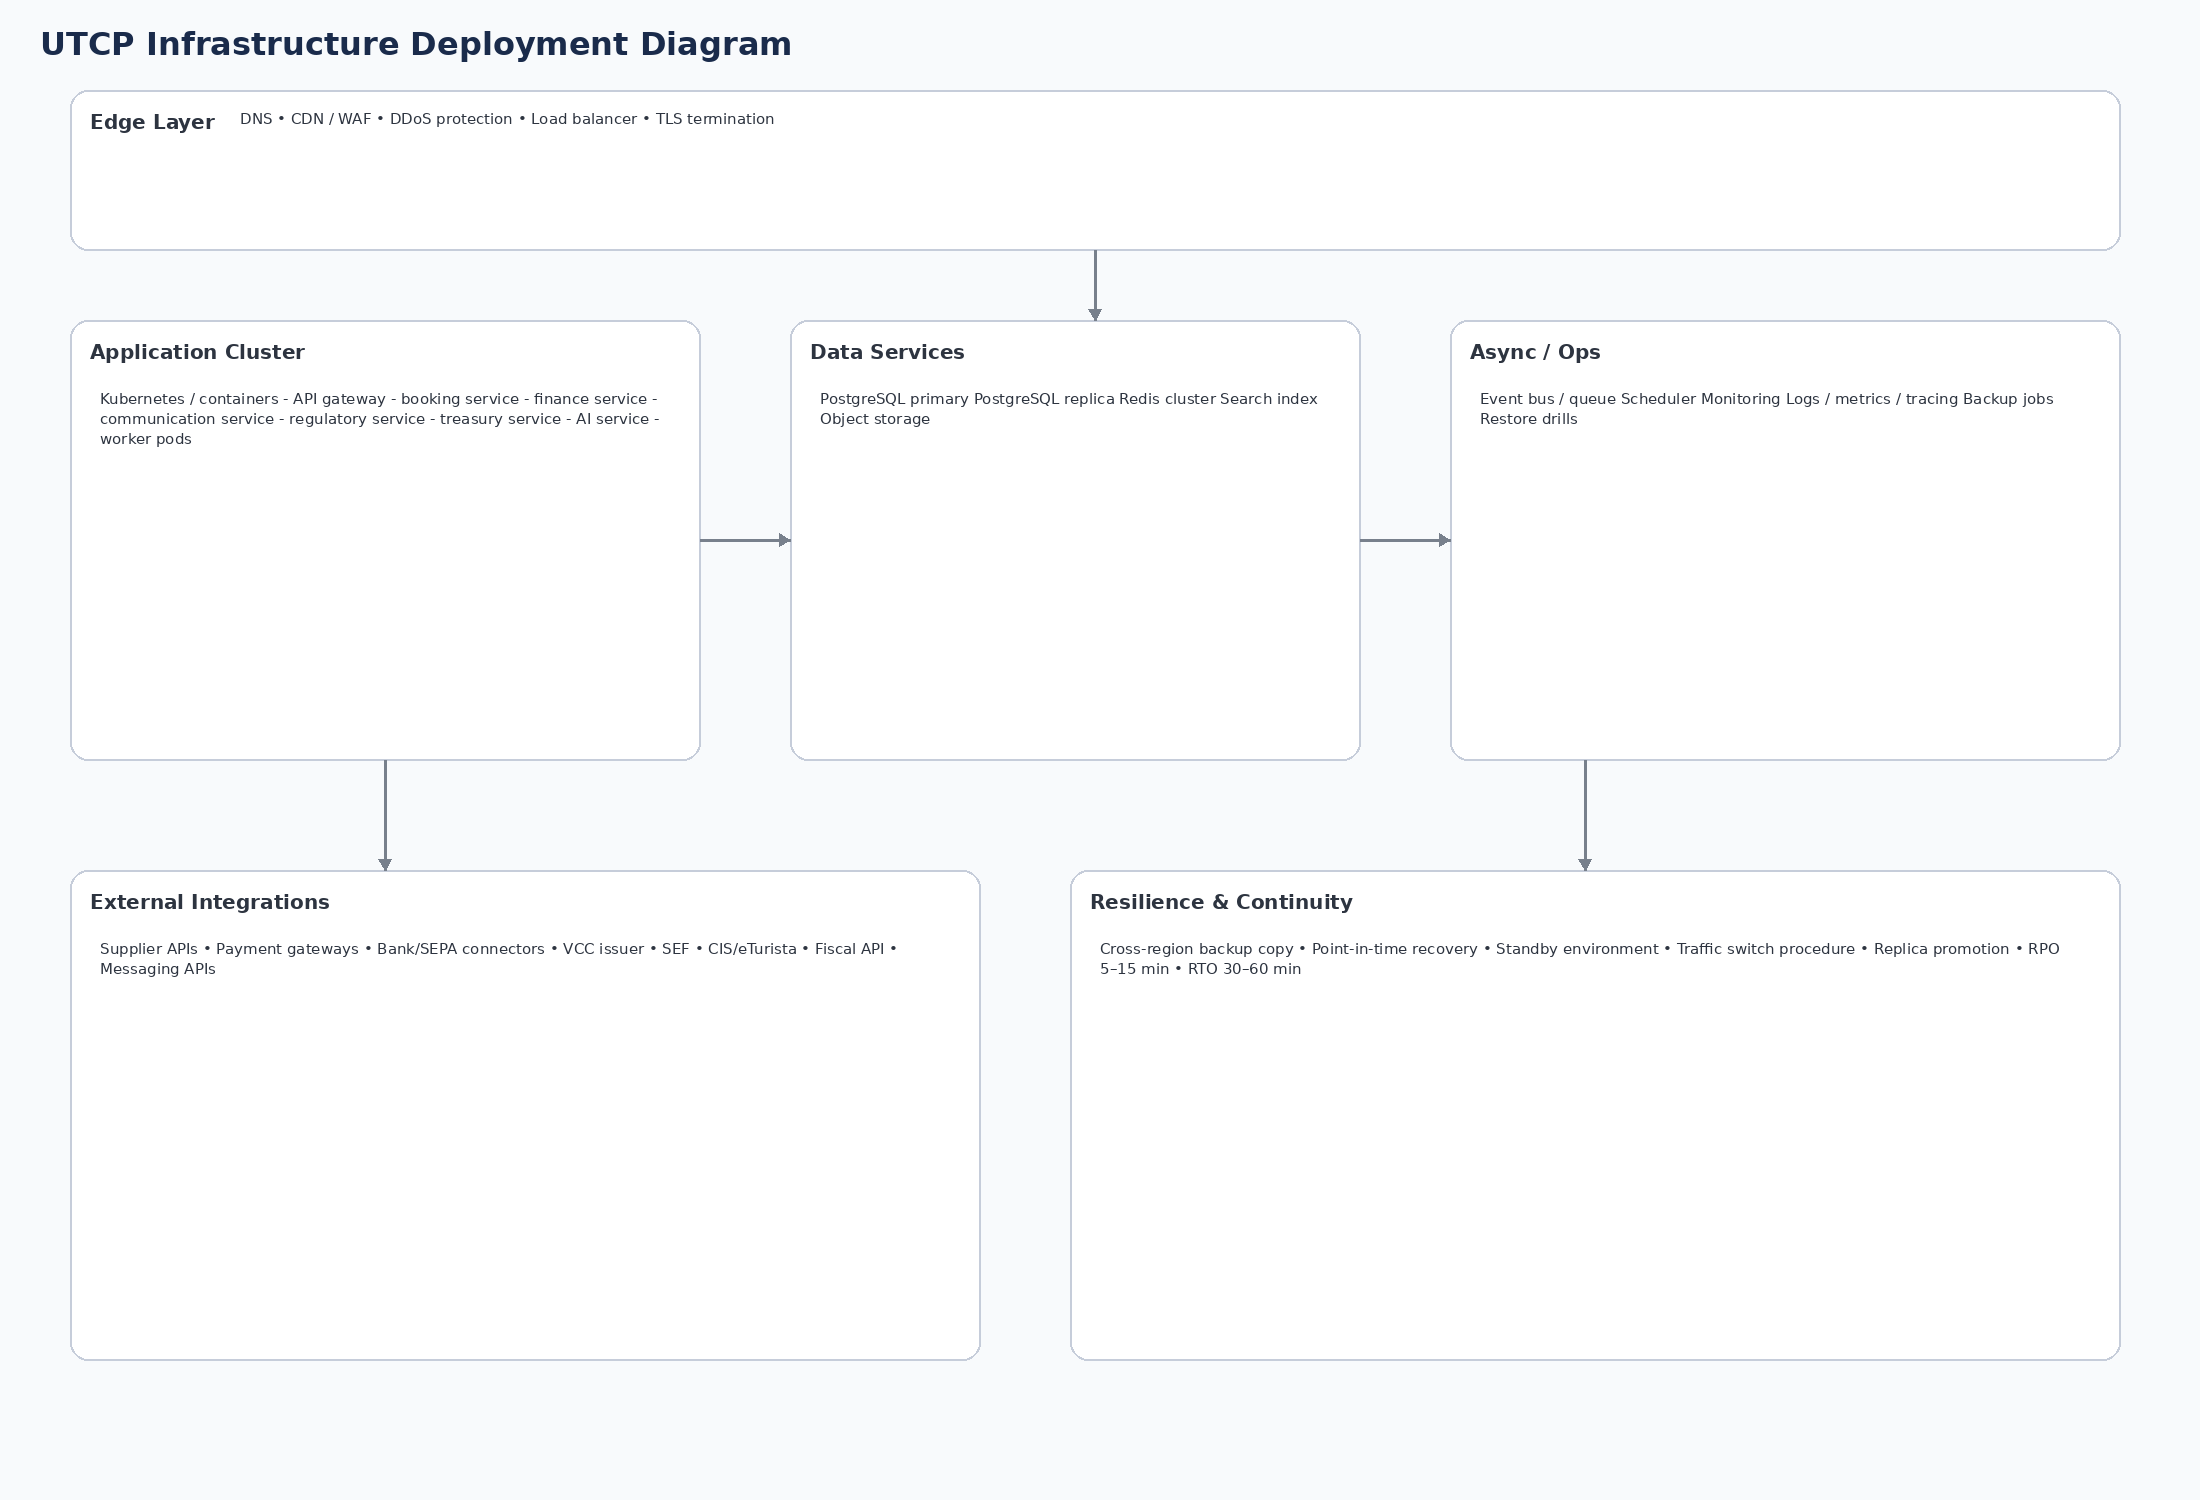 UTCP Infrastructure Deployment Diagram
Edge Layer
DNS • CDN / WAF • DDoS protection • Load balancer • TLS termination
Application Cluster
Kubernetes / containers - API gateway - booking service - finance service -
communication service - regulatory service - treasury service - AI service -
worker pods
Data Services
PostgreSQL primary PostgreSQL replica Redis cluster Search index
Object storage
Async / Ops
Event bus / queue Scheduler Monitoring Logs / metrics / tracing Backup jobs
Restore drills
External Integrations
Supplier APIs • Payment gateways • Bank/SEPA connectors • VCC issuer • SEF • CIS/eTurista • Fiscal API •
Messaging APIs
Resilience & Continuity
Cross-region backup copy • Point-in-time recovery • Standby environment • Traffic switch procedure • Replica promotion • RPO
5–15 min • RTO 30–60 min